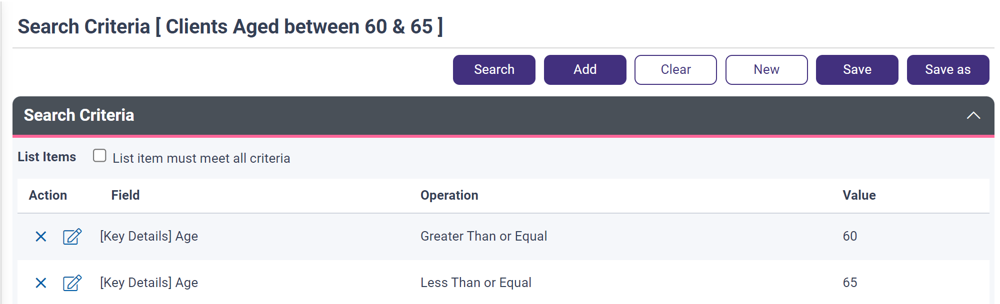 Search Criteria [ Clients Aged between 60 & 65 ]
Search Add Clear New Save Save as
Search Criteria
List Items List item must meet all criteria
Action Field Operation Value
[Key Details] Age Greater Than or Equal 60
[Key Details] Age Less Than or Equal 65